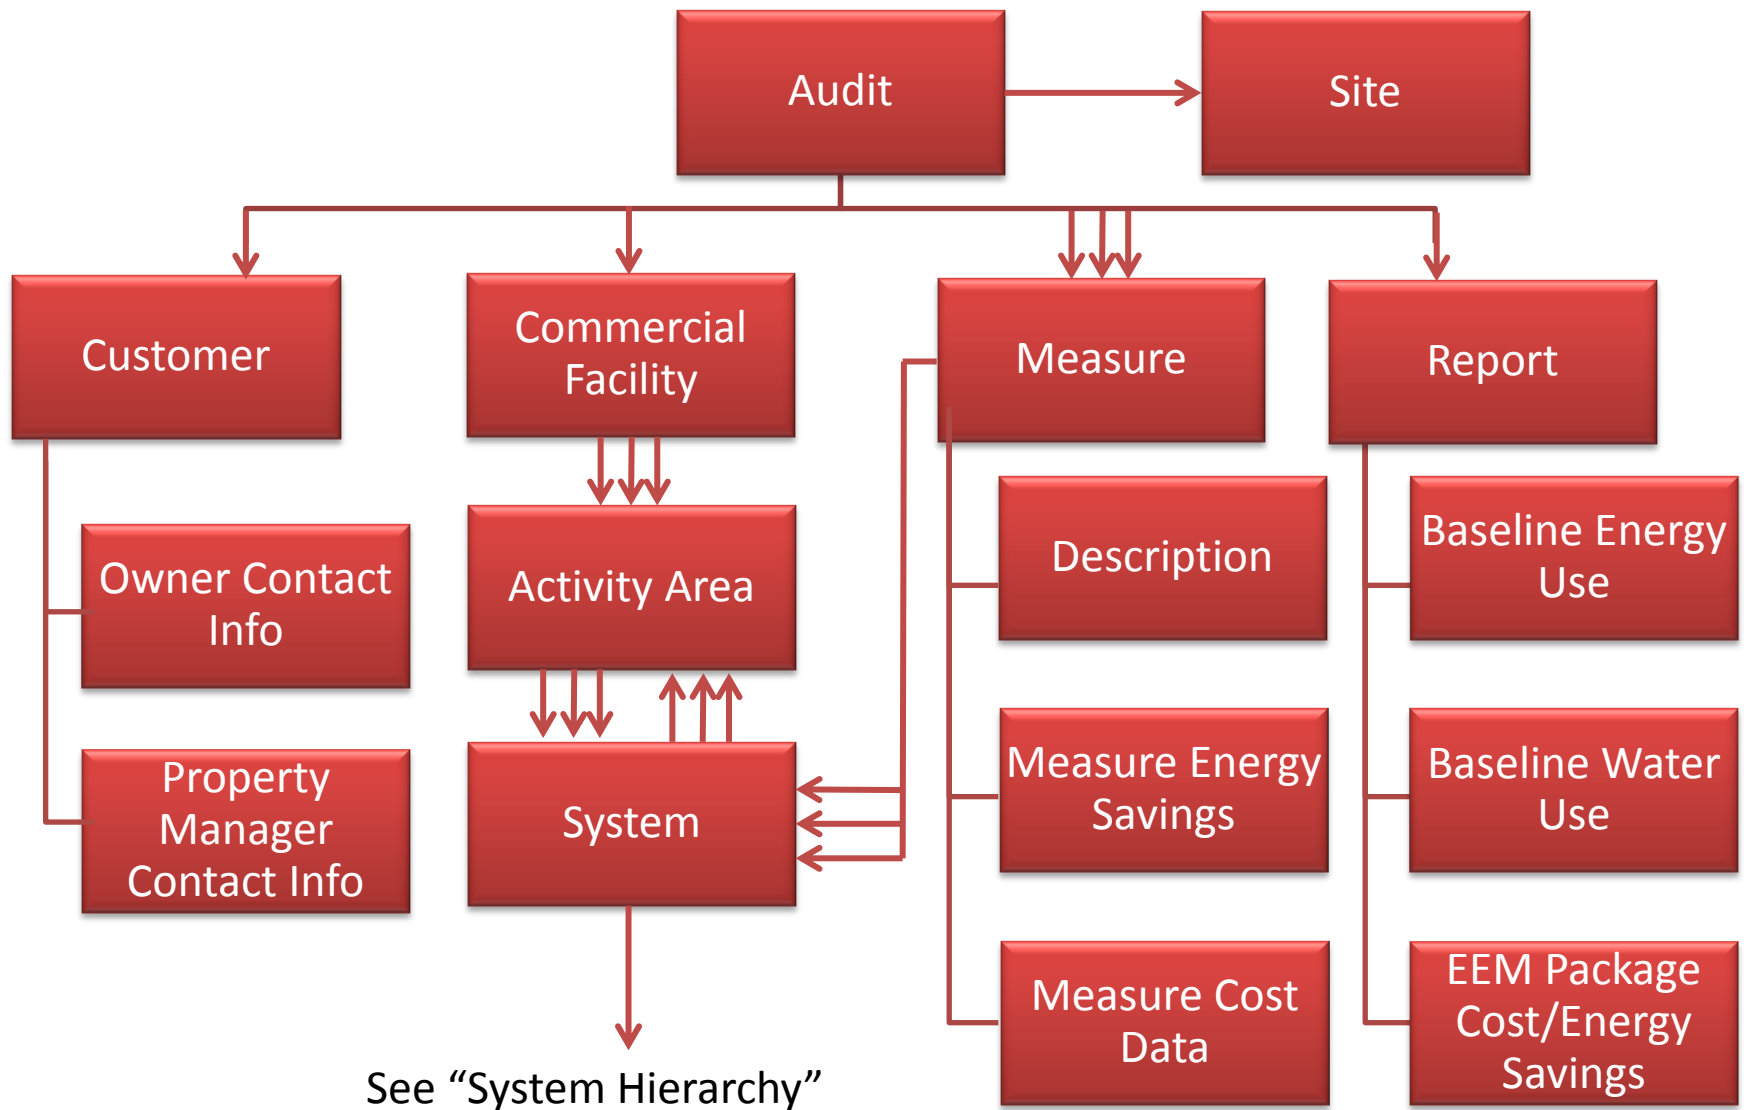 Audit
Site
Customer
Commercial
Facility
Measure
Report
Owner Contact
Info
Property
Manager
Contact Info
Activity Area
System
See “System Hierarchy”
Description
Measure Energy
Savings
Measure Cost
Data
Baseline Energy
Use
Baseline Water
Use
EEM Package
Cost/Energy
Savings